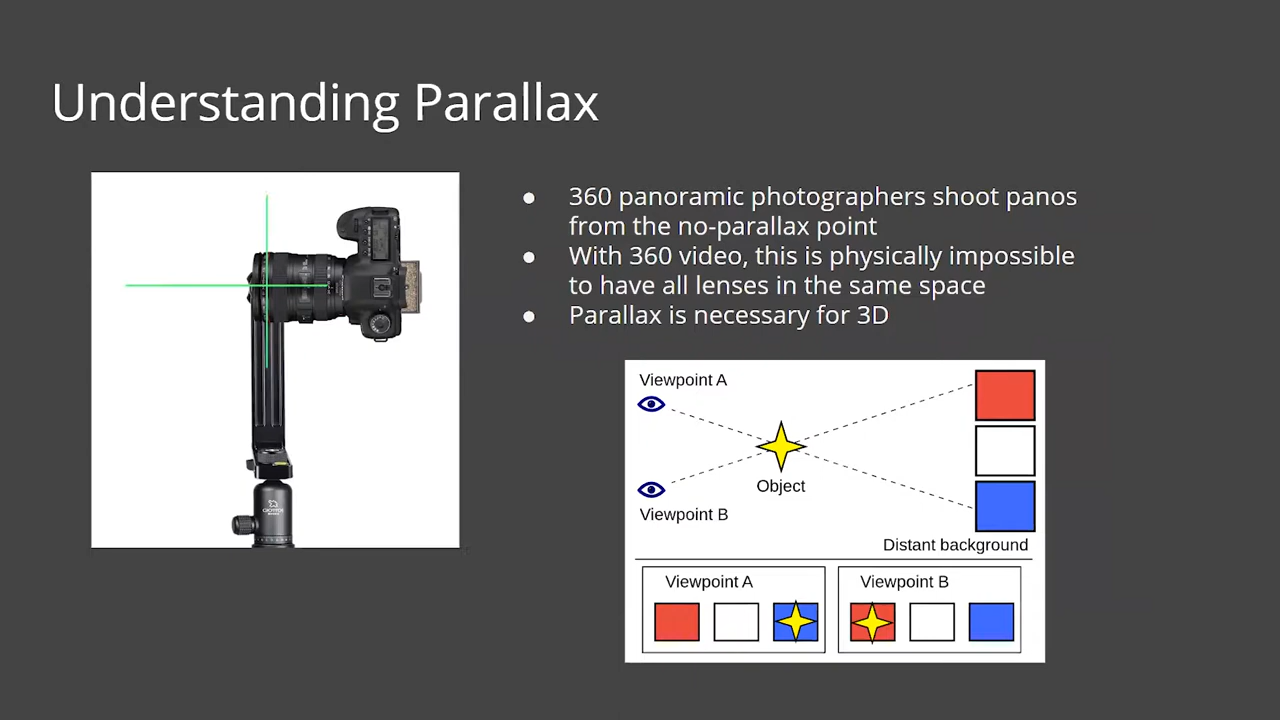 Understanding Parallax
● 360 panoramic photographers shoot panos
from the no-parallax point
● With 360 video, this is physically impossible
to have all lenses in the same space
● Parallax is necessary for 3D
Viewpoint A
Object
Viewpoint B
Distant background
Viewpoint A
Viewpoint B